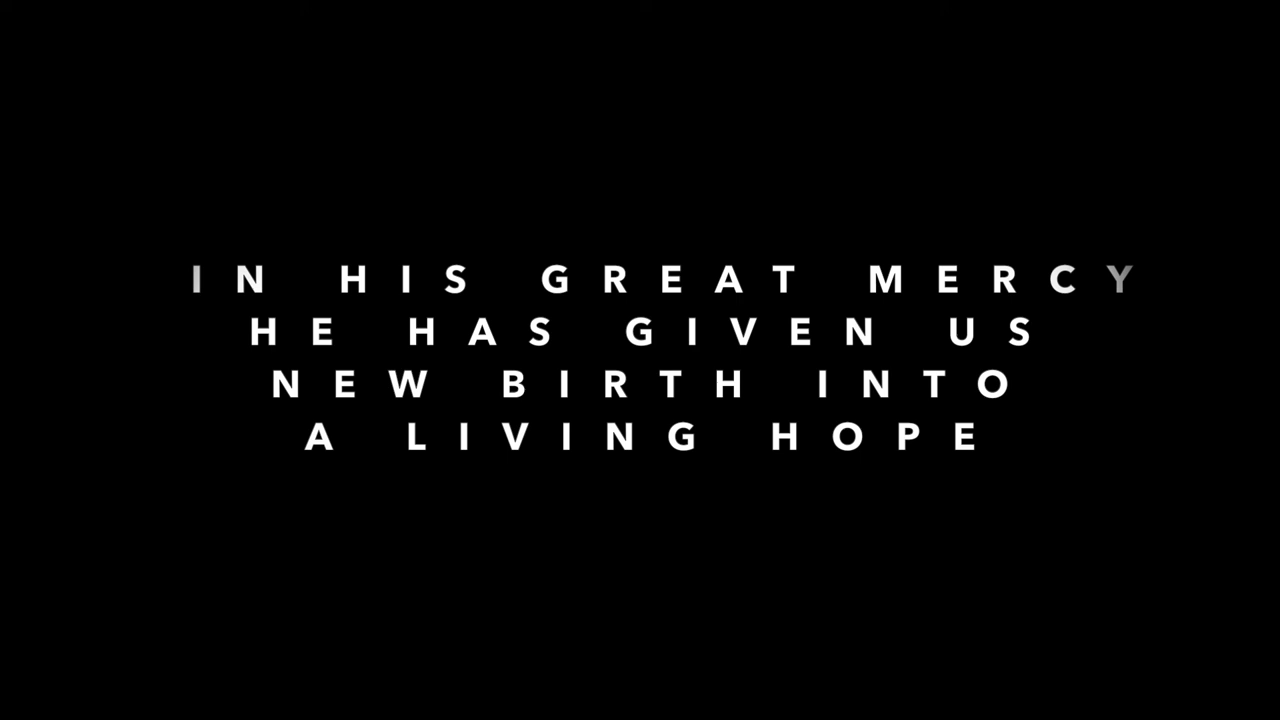 IN HIS GREAT MERCY
HE HAS GIVEN US
NEW BIRTH INTO
A LIVING HOPE